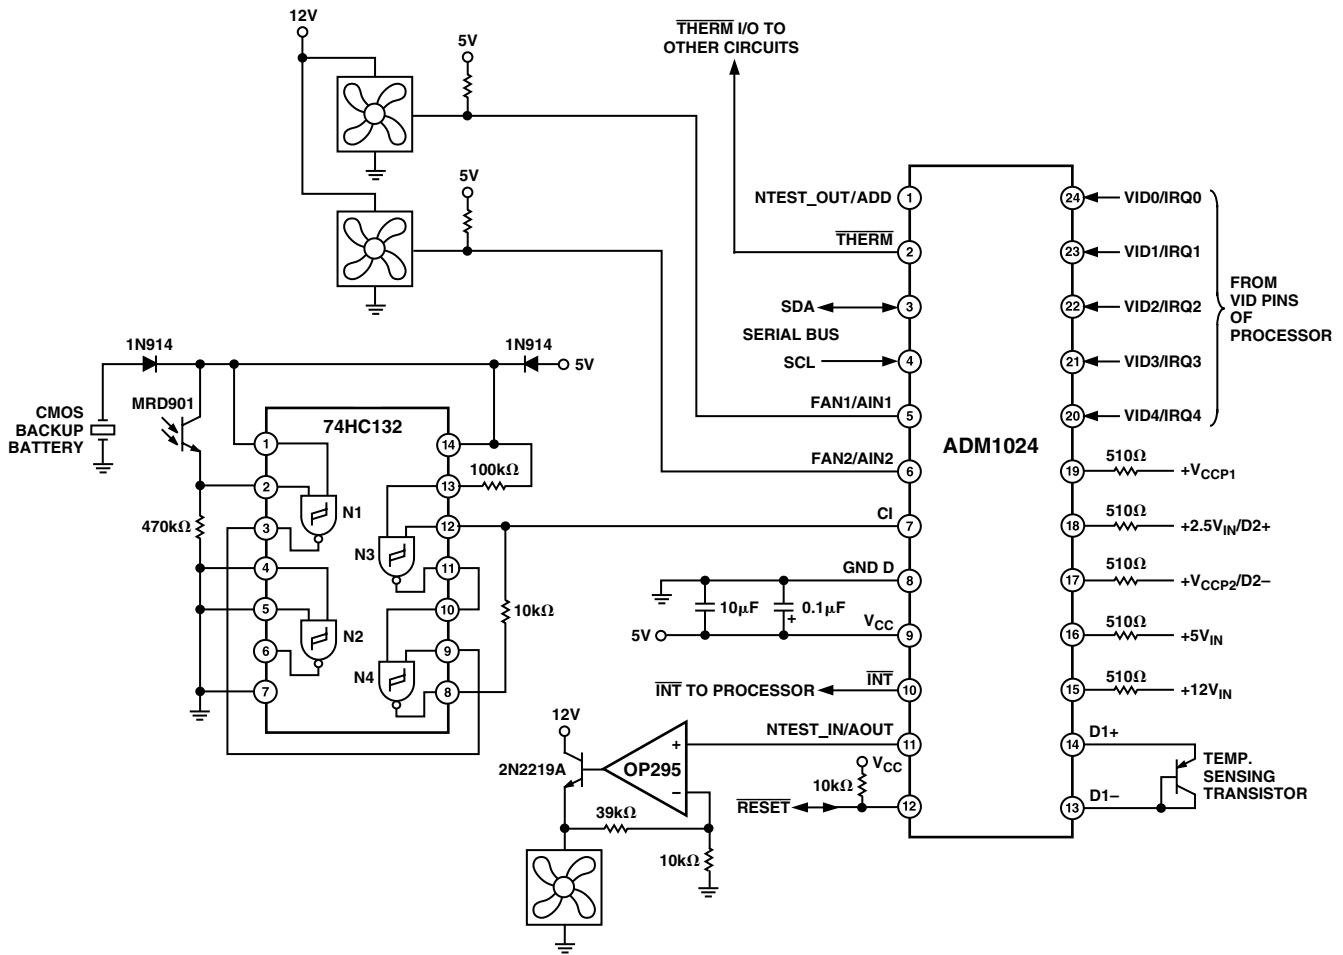 12V
5V
THERM I/O TO
OTHER CIRCUITS
5V
NTEST_OUT/ADD
1
24
VID0/IRQ0
THERM
2
23
VID1/IRQ1
SDA
3
22
VID2/IRQ2
SERIAL BUS
SCL
4
21
VID3/IRQ3
FROM
VID PINS
OF
PROCESSOR
FAN1/AIN1
5
20
VID4/IRQ4
ADM1024
FAN2/AIN2
6
19
510Ω
+VCCP1
CI
7
18
510Ω
+2.5VIN/D2+
GND D
8
17
510Ω
+VCCP2/D2–
10μF
0.1μF
+
5V
VCC
9
16
510Ω
+5VIN
INT TO PROCESSOR
INT
10
15
510Ω
+12VIN
NTEST_IN/AOUT
11
14
D1+
VCC
10kΩ
RESET
12
13
D1–
TEMP.
SENSING
TRANSISTOR
1N914
1N914
5V
CMOS
BACKUP
BATTERY
MRD901
74HC132
1
14
100kΩ
2
13
N1
470kΩ
3
12
N3
4
11
5
10
10kΩ
N2
6
9
N4
7
8
12V
2N2219A
OP295
+
–
39kΩ
10kΩ